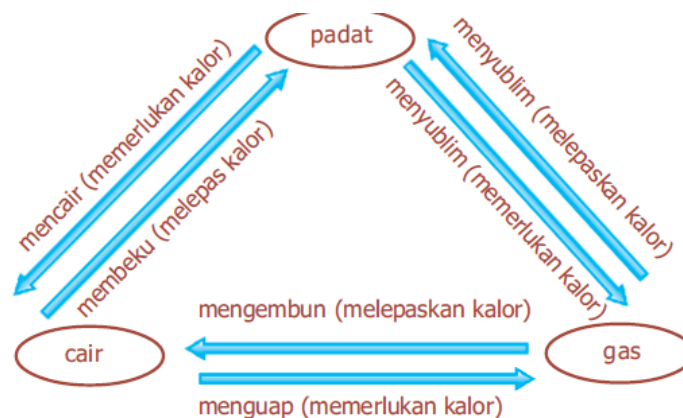 padat
mencair (memerlukan kalor)
membeku (melepas kalor)
menyublim (melepaskan kalor)
menyublim (memerlukan kalor)
mengembun (melepaskan kalor)
cair
gas
menguap (memerlukan kalor)